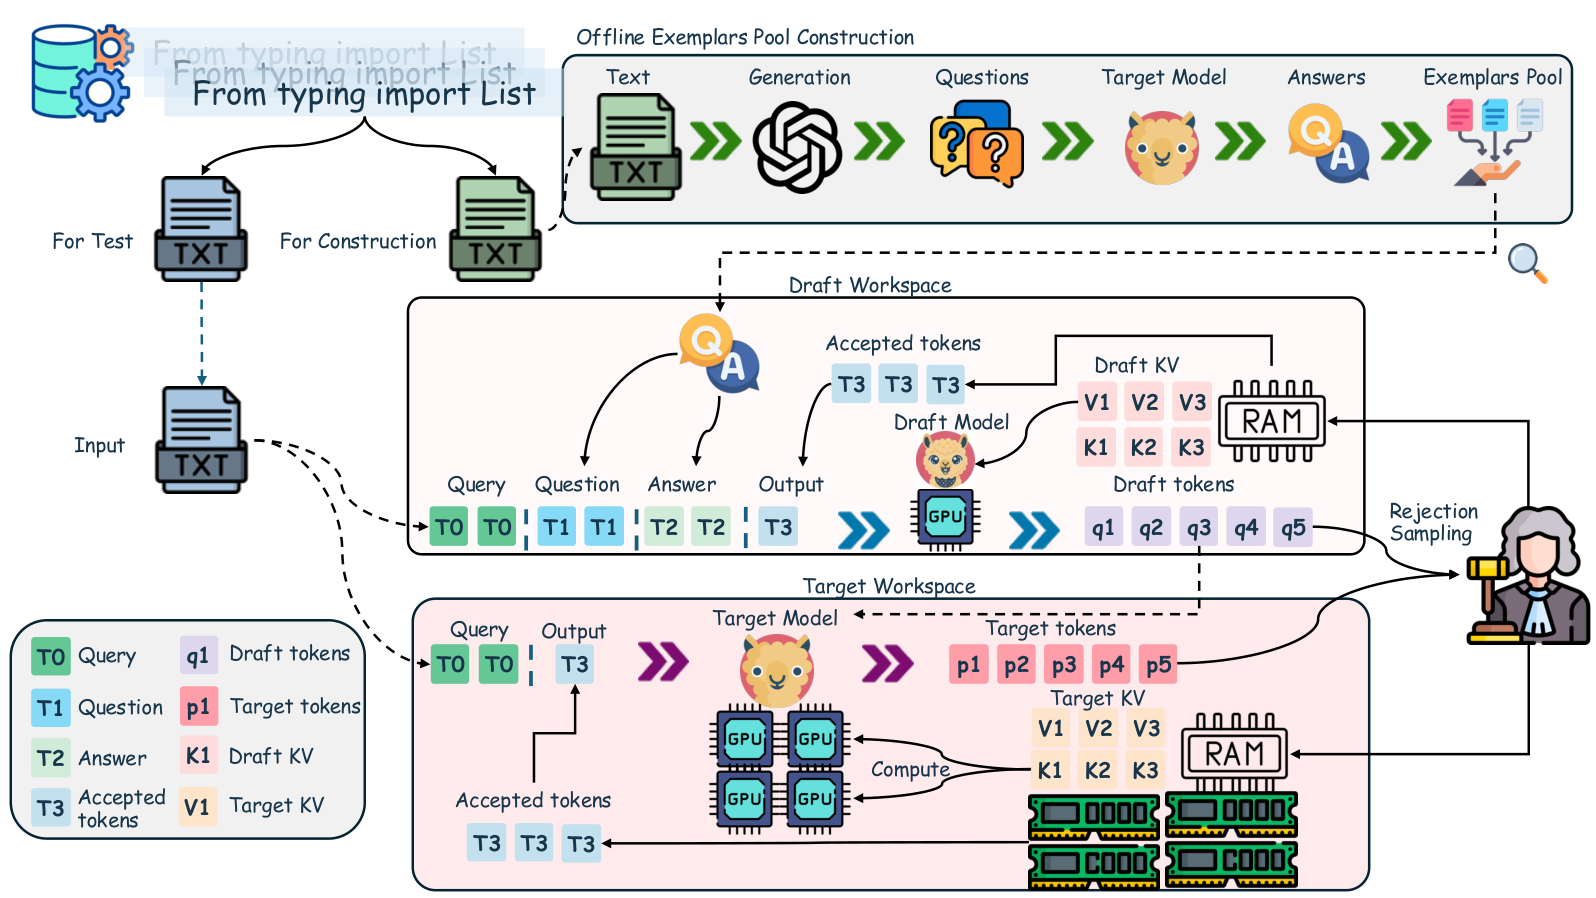 From typing import List
From typing import List
From typing import List
Offline Exemplars Pool Construction
Text
Generation
Questions
Target Model
Answers
Exemplars Pool
TXT
Q
A
For Test
TXT
For Construction
TXT
Input
TXT
Draft Workspace
Q
A
Accepted tokens
T3 T3 T3
Draft KV
V1 V2 V3
K1 K2 K3
RAM
Draft Model
GPU
Query
Question
Answer
Output
T0 T0 T1 T1 T2 T2 T3
Draft tokens
q1 q2 q3 q4 q5
Rejection
Sampling
Target Workspace
Query
Output
T0 T0 T3
Target Model
GPU GPU
GPU GPU
Target tokens
p1 p2 p3 p4 p5
Target KV
V1 V2 V3
K1 K2 K3
RAM
Compute
Accepted tokens
T3 T3 T3
T0 Query
q1 Draft tokens
T1 Question
p1 Target tokens
T2 Answer
K1 Draft KV
T3 Accepted
tokens
V1 Target KV